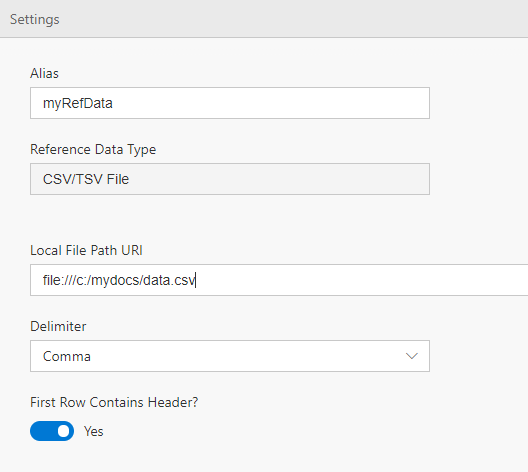 Settings
Alias
myRefData
Reference Data Type
CSV/TSV File
Local File Path URI
file:///c:/mydocs/data.csv
Delimiter
Comma
First Row Contains Header?
Yes